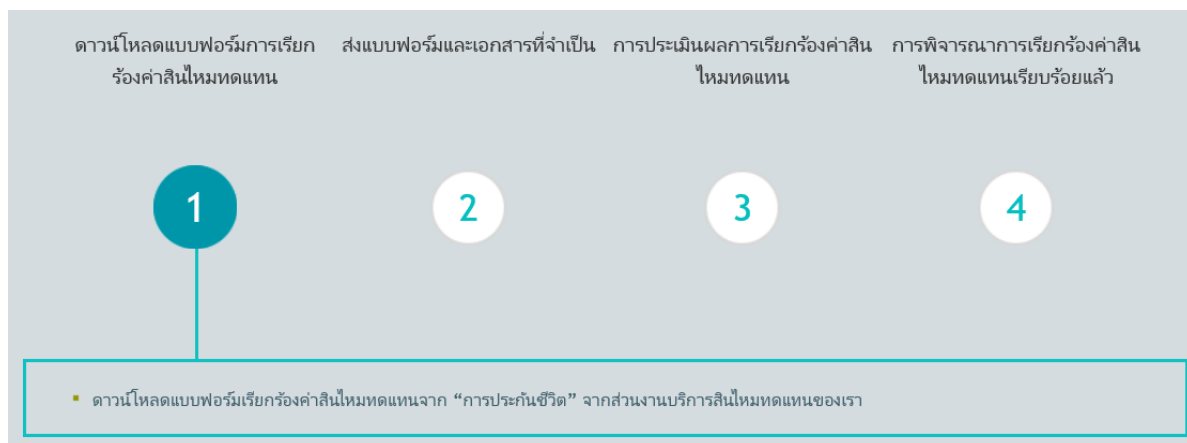 ดาวน์โหลดแบบฟอร์มการเรียก
ร้องค่าสินไหมทดแทน
ส่งแบบฟอร์มและเอกสารที่จำเป็น
การประเมินผลการเรียกร้องค่าสิน
ไหมทดแทน
การพิจารณาการเรียกร้องค่าสิน
ไหมทดแทนเรียบร้อยแล้ว
1
2
3
4
▪ ดาวน์โหลดแบบฟอร์มเรียกร้องค่าสินไหมทดแทนจาก “การประกันชีวิต” จากส่วนงานบริการสินไหมทดแทนของเรา